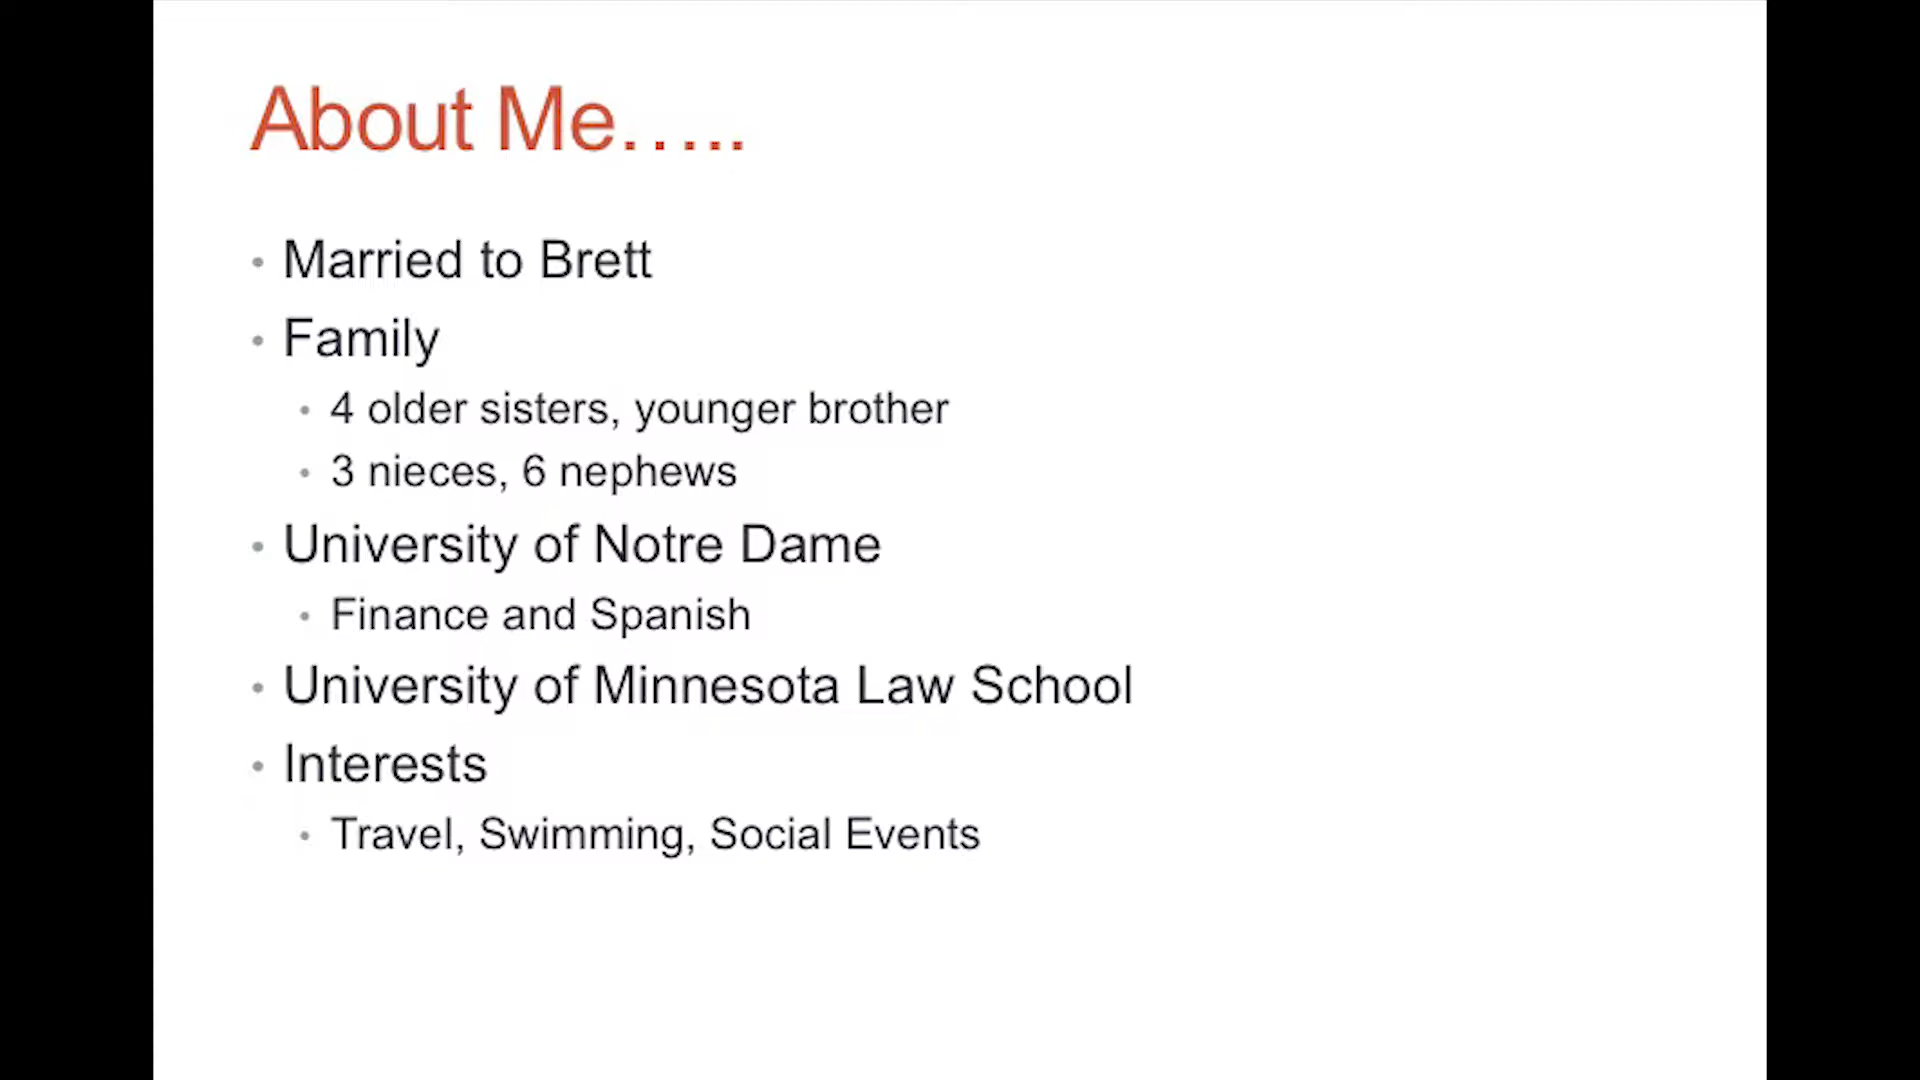 About Me.....
• Married to Brett
• Family
• 4 older sisters, younger brother
• 3 nieces, 6 nephews
• University of Notre Dame
• Finance and Spanish
• University of Minnesota Law School
• Interests
• Travel, Swimming, Social Events